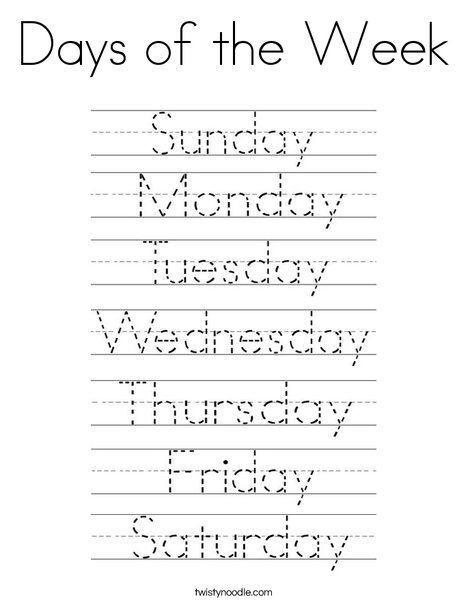 Days of the Week
Sunday
Monday
Tuesday
Wednesday
Thursday
Friday
Saturday
twistynoodle.com